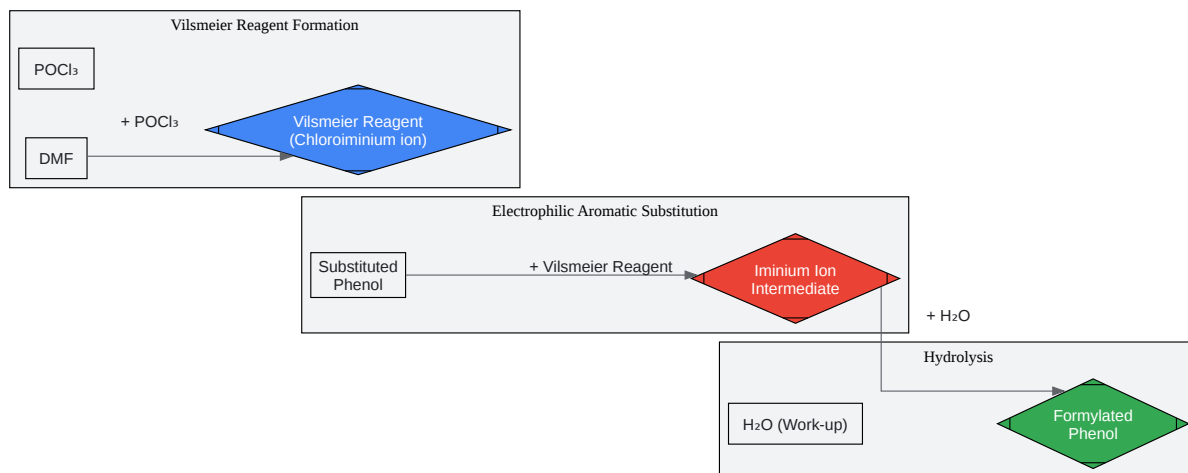 Vilsmeier Reagent Formation
POCl₃
+ POCl₃
Vilsmeier Reagent
(Chloroiminium ion)
DMF
Electrophilic Aromatic Substitution
Substituted
Phenol
+ Vilsmeier Reagent
Iminium Ion
Intermediate
+ H₂O
Hydrolysis
H₂O (Work-up)
Formylated
Phenol